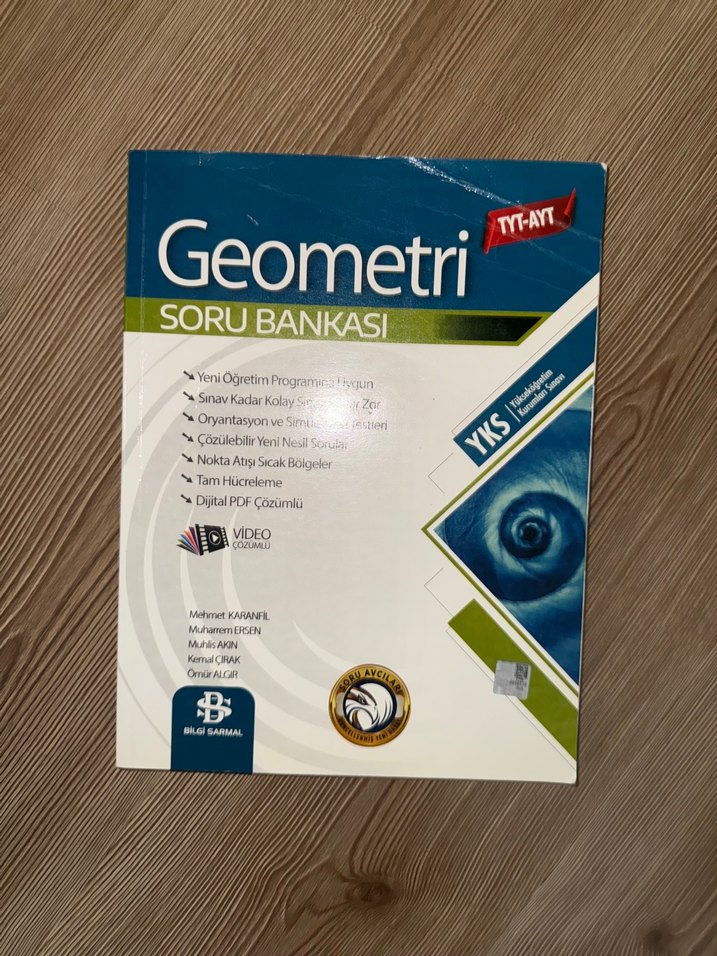 TYT-AYT
Geometri
SORU BANKASI
Yeni Öğretim Programına Uygun
Sınav Kadar Kolay
Oryantasyon ve Testleri
Çözülebilir Yeni Nesil Sorular
Nokta Atışı Sıcak Bölgeler
Tam Hücreleme
Dijital PDF Çözümlü
VİDEO
ÇÖZÜMLÜ
YKS
Yükseköğretim
Kurumları Sınavı
Mehmet KARANFİL
Muharrem ERSEN
Muhlis AKIN
Kemal ÇIRAK
Ömür ALGIR
BS
BİLGİ SARMAL
SORU AVCILARI